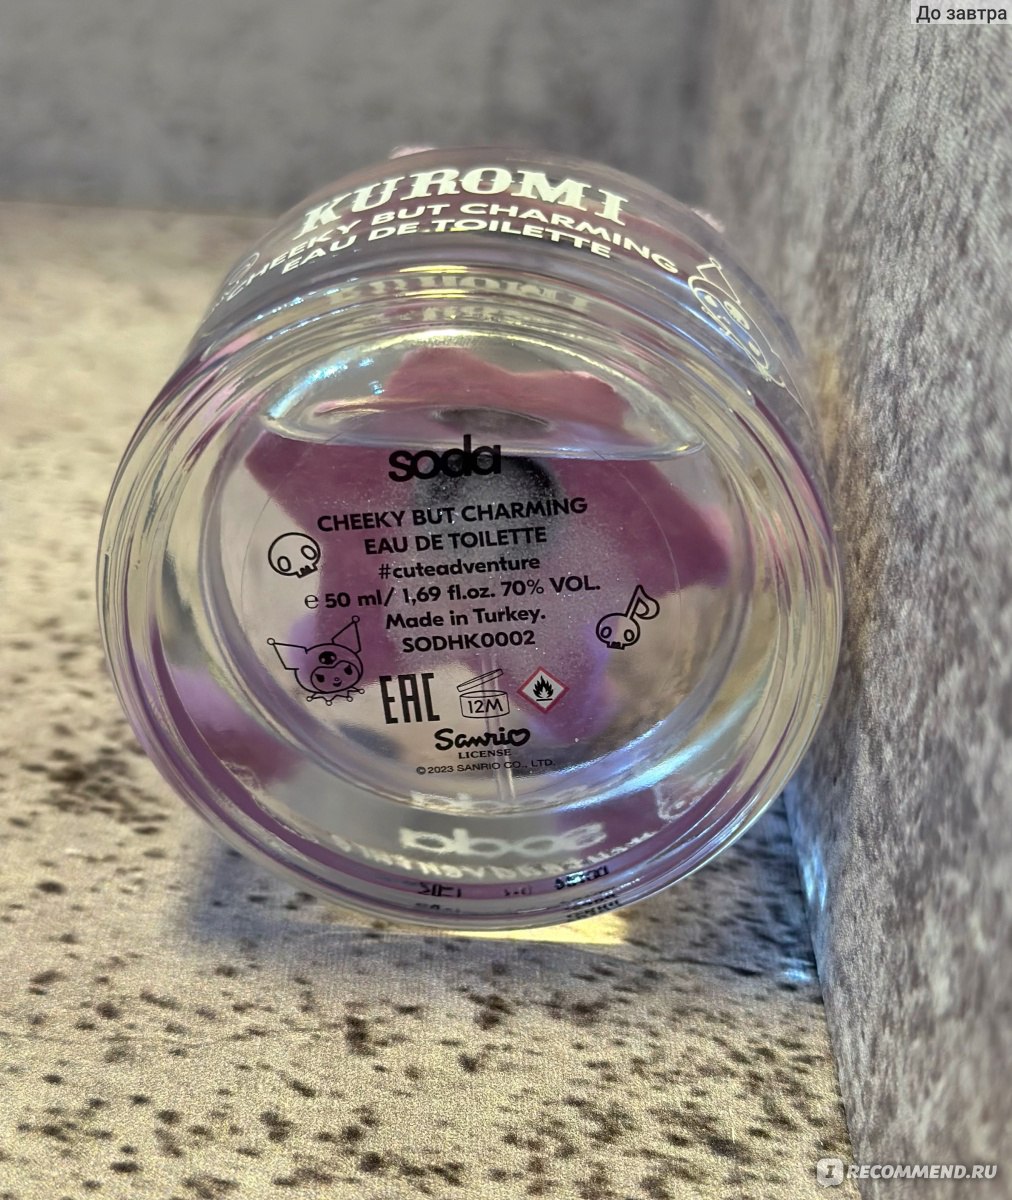 До завтра
KUROMI
CHEEKY BUT CHARMING
EAU DE TOILETTE
soda
CHEEKY BUT CHARMING
EAU DE TOILETTE
#cuteadventure
℮ 50 ml/ 1,69 fl.oz. 70% VOL.
Made in Turkey.
SODHK0002
EAC
12M
Sanrio
LICENSE
©2023 SANRIO CO., LTD.
soda
RECOMMEND.RU